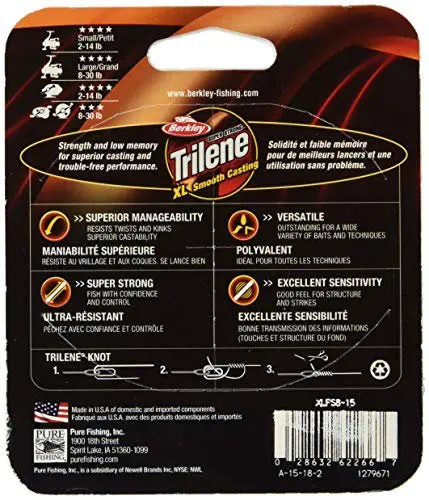 ★★★★
Small/Petit
2-14 lb
★★★★
Large/Grand
8-30 lb
★★★★
2-14 lb
★★★
8-30 lb
www.berkley-fishing.com
Strength and low memory
for superior casting and
trouble-free performance.
Berkley
SUPER STRONG
Trilene
XL Smooth Casting
Solidité et faible mémoire
pour de meilleurs lancers et une
utilisation sans problème.
>> SUPERIOR MANAGEABILITY
RESISTS TWISTS AND KINKS
SUPERIOR CASTABILITY
MANIABILITÉ SUPÉRIEURE
RÉSISTE AU VRILLAGE ET AUX COQUES. SE LANCE BIEN
>> VERSATILE
OUTSTANDING FOR A WIDE
VARIETY OF BAITS AND TECHNIQUES
POLYVALENT
IDÉAL POUR TOUTES LES TECHNIQUES
>> SUPER STRONG
FISH WITH CONFIDENCE
AND CONTROL
ULTRA-RÉSISTANT
PÊCHEZ AVEC CONFIANCE ET CONTRÔLE
>> EXCELLENT SENSITIVITY
GOOD FEEL FOR STRUCTURE
AND STRIKES
EXCELLENTE SENSIBILITÉ
BONNE TRANSMISSION DES INFORMATIONS
(TOUCHES ET STRUCTURE DU FOND)
TRILENE® KNOT
1.
2.
3.
Made in U.S.A of domestic and imported components
Fabriqué aux É.-U. avec des produits domestiques et importés
PURE
FISHING
Pure Fishing, Inc.
1900 18th Street
Spirit Lake, IA 51360-1099
purefishing.com
Pure Fishing, Inc., is a subsidiary of Newell Brands Inc, NYSE: NWL
XLFS8-15
0 28632 62266 7
A-15-18-2
1279671